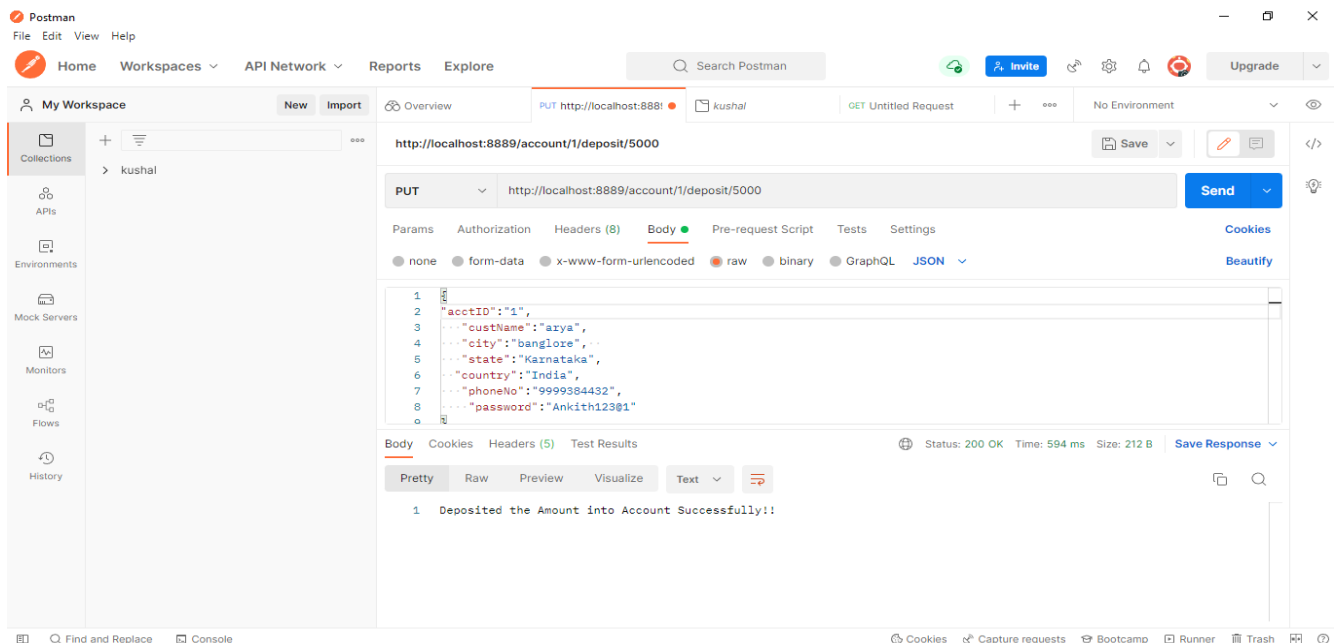 Postman
File Edit View Help
Home Workspaces API Network Reports Explore Search Postman Invite Upgrade
My Workspace New Import Overview PUT http://localhost:888 kushal GET Untitled Request No Environment
Collections
kushal
APIs
Environments
Mock Servers
Monitors
Flows
History
http://localhost:8889/account/1/deposit/5000 Save
PUT http://localhost:8889/account/1/deposit/5000 Send
Params Authorization Headers (8) Body Pre-request Script Tests Settings Cookies
none form-data x-www-form-urlencoded raw binary GraphQL JSON Beautify
1 {
2 "acctID":"1",
3 "custName":"arya",
4 "city":"banglore",
5 "state":"Karnataka",
6 "country":"India",
7 "phoneNo":"9999384432",
8 "password":"Ankith123@1"
9 }
Body Cookies Headers (5) Test Results Status: 200 OK Time: 594 ms Size: 212 B Save Response
Pretty Raw Preview Visualize Text
1 Deposited the Amount into Account Successfully!!
Find and Replace Console Cookies Capture requests Bootcamp Runner Trash